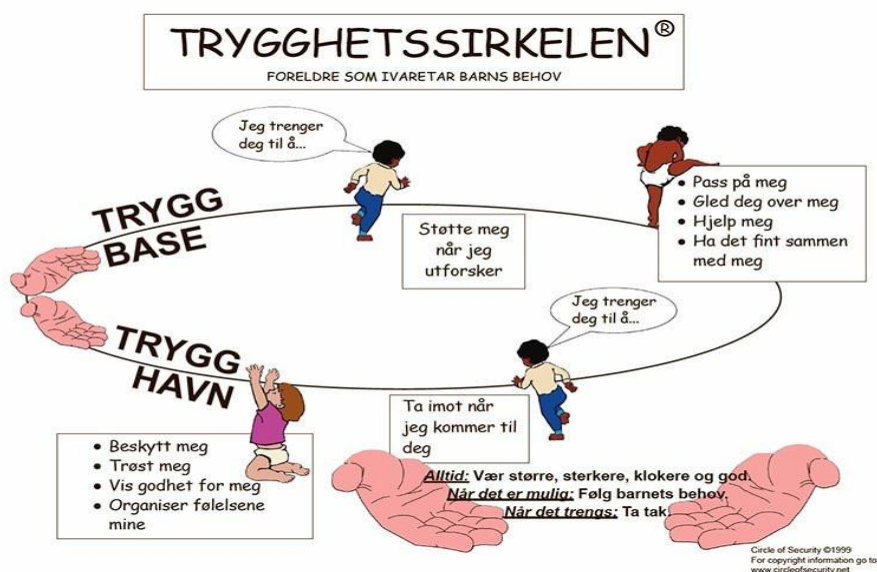 TRYGGHETSSIRKELEN®
FORELDRE SOM IVARETAR BARNS BEHOV
Jeg trenger
deg til å...
TRYGG
BASE
Støtte meg
når jeg
utforsker
• Pass på meg
• Gled deg over meg
• Hjelp meg
• Ha det fint sammen
med meg
Jeg trenger
deg til å...
TRYGG
HAVN
Ta imot når
jeg kommer til
deg
• Beskytt meg
• Trøst meg
• Vis godhet for meg
• Organiser følelsene
mine
Alltid: Vær større, sterkere, klokere og god.
Når det er mulig: Følg barnets behov.
Når det trengs: Ta tak.
Circle of Security ©1999
For copyright information go to
www.circleofsecurity.net